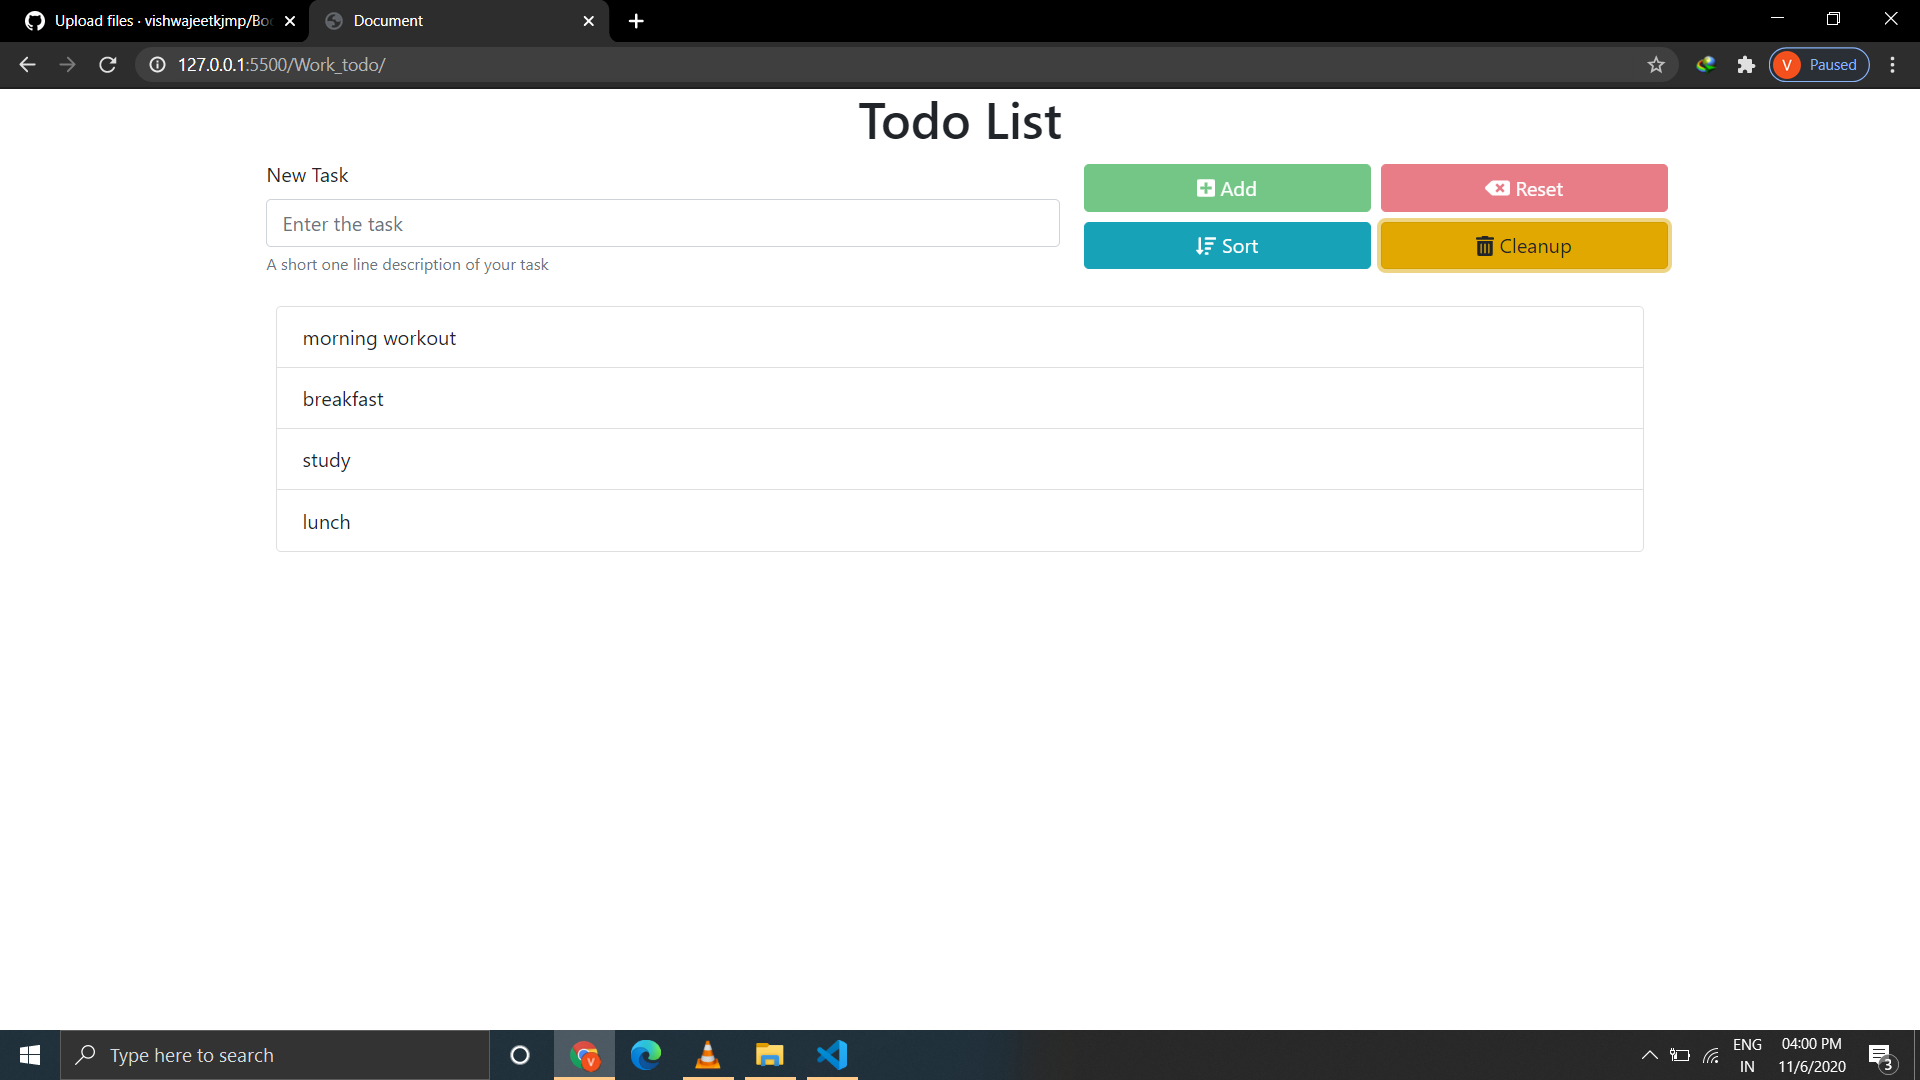 Upload files · vishwajeetkjmp/Boo
Document
127.0.0.1:5500/Work_todo/
V Paused
Todo List
New Task
Enter the task
A short one line description of your task
Add
Reset
Sort
Cleanup
morning workout
breakfast
study
lunch
Type here to search
V
ENG
IN
04:00 PM
11/6/2020
3